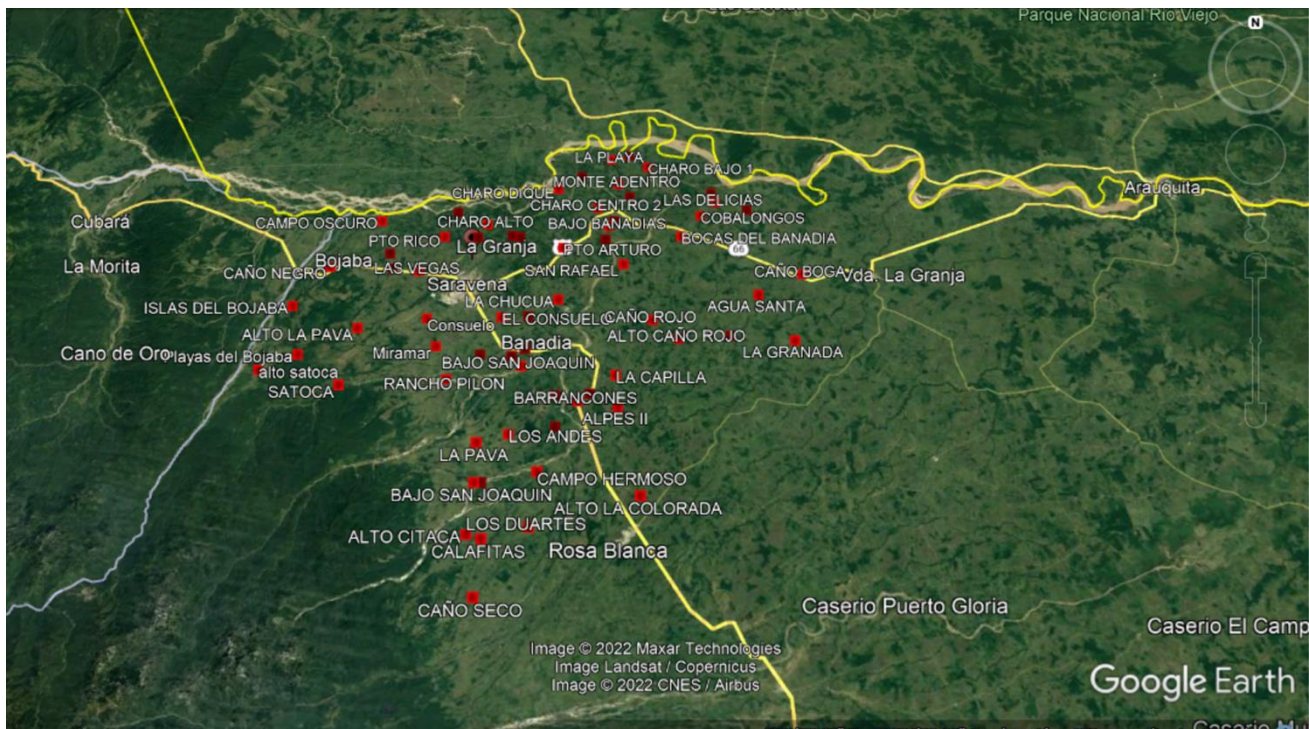 Parque Nacional Rio Viejo
N
LA PLAYA
CHARO BAJO 1
MONTE ADENTRO
CHARO DIQUE
LAS DELICIAS
CHARO CENTRO 2
Arauquita
Cubará
CAMPO OSCURO
CHARO ALTO
BAJO BANADIAS
COBALONGOS
PTO RICO
La Granja
PTO ARTURO
BOCAS DEL BANADIA
66
La Morita
Bojaba
CAÑO NEGRO
LAS VEGAS
SAN RAFAEL
CAÑO BOGA
Vda. La Granja
Saravena
ISLAS DEL BOJABA
LA CHUCUA
AGUA SANTA
EL CONSUELO
CAÑO ROJO
Consuelo
ALTO LA PAVA
ALTO CAÑO ROJO
Banadia
Cano de Oro
Playas del Bojaba
Miramar
LA GRANADA
BAJO SAN JOAQUIN
alto satoca
SATOCA
RANCHO PILON
LA CAPILLA
BARRANCONES
ALPES II
LOS ANDES
LA PAVA
CAMPO HERMOSO
BAJO SAN JOAQUIN
ALTO LA COLORADA
LOS DUARTES
ALTO CITACA
CALAFITAS
Rosa Blanca
CAÑO SECO
Caserio Puerto Gloria
Caserio El Camp
Image © 2022 Maxar Technologies
Image Landsat / Copernicus
Image © 2022 CNES / Airbus
Google Earth